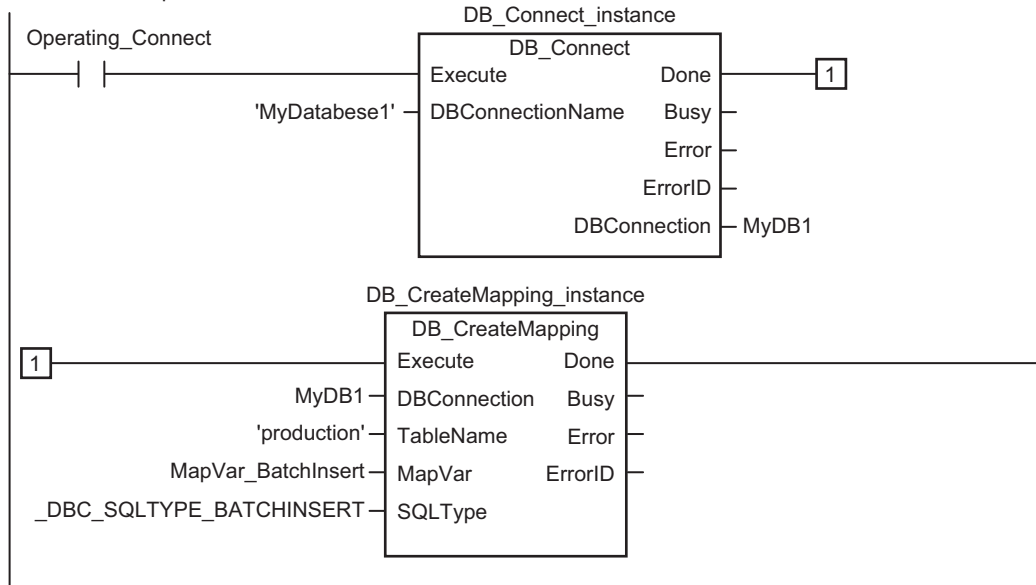 DB_Connect_instance
Operating_Connect
DB_Connect
Execute Done 1
'MyDatabese1' DBConnectionName Busy
Error
ErrorID
DBConnection MyDB1
DB_CreateMapping_instance
DB_CreateMapping
1 Execute Done
MyDB1 DBConnection Busy
'production' TableName Error
MapVar_BatchInsert MapVar ErrorID
_DBC_SQLTYPE_BATCHINSERT SQLType